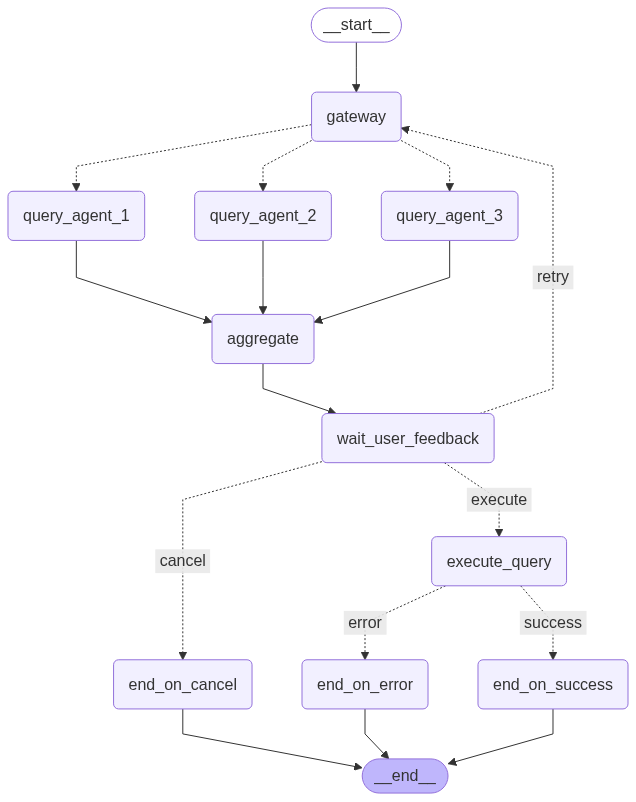 __start__
gateway
query_agent_1
query_agent_2
query_agent_3
retry
aggregate
wait_user_feedback
execute
cancel
execute_query
error
success
end_on_cancel
end_on_error
end_on_success
__end__